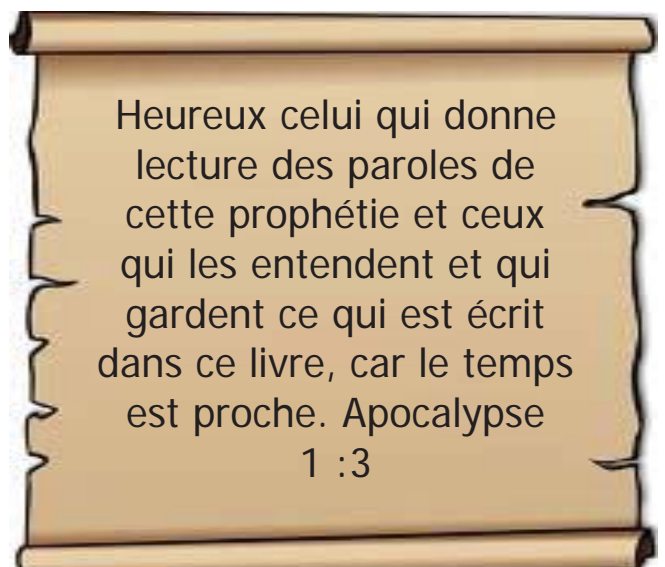 Heureux celui qui donne
lecture des paroles de
cette prophétie et ceux
qui les entendent et qui
gardent ce qui est écrit
dans ce livre, car le temps
est proche. Apocalypse
1 :3